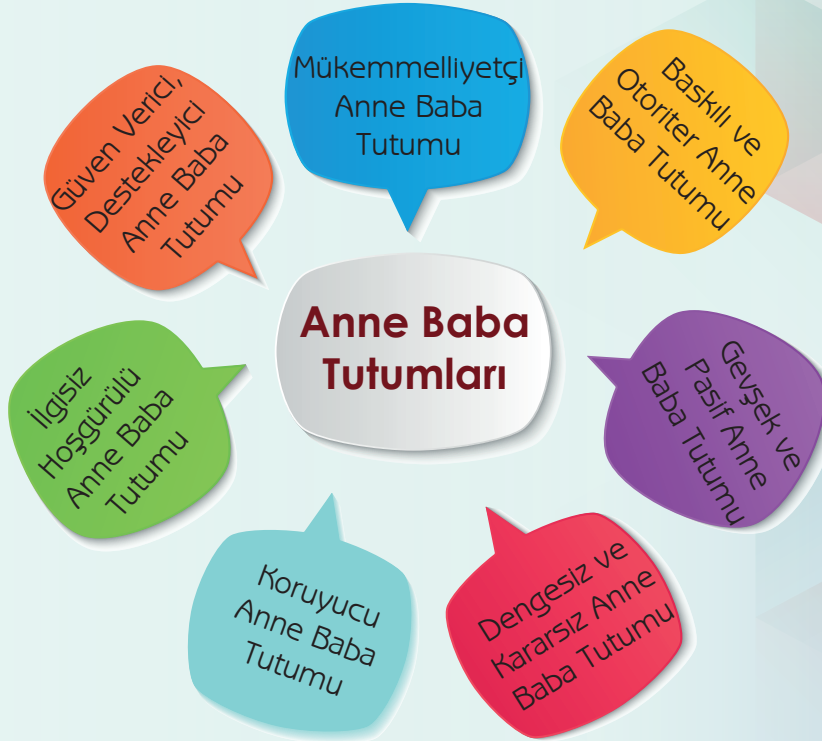 Mükemmelliyetçi
Anne Baba
Tutumu
Baskılı ve
Otoriter Anne
Baba Tutumu
Güven Verici,
Destekleyici
Anne Baba
Tutumu
Anne Baba
Tutumları
Gevşek ve
Pasif Anne
Baba Tutumu
İlgisiz
Hoşgürülü
Anne Baba
Tutumu
Koruyucu
Anne Baba
Tutumu
Dengesiz ve
Kararsız Anne
Baba Tutumu